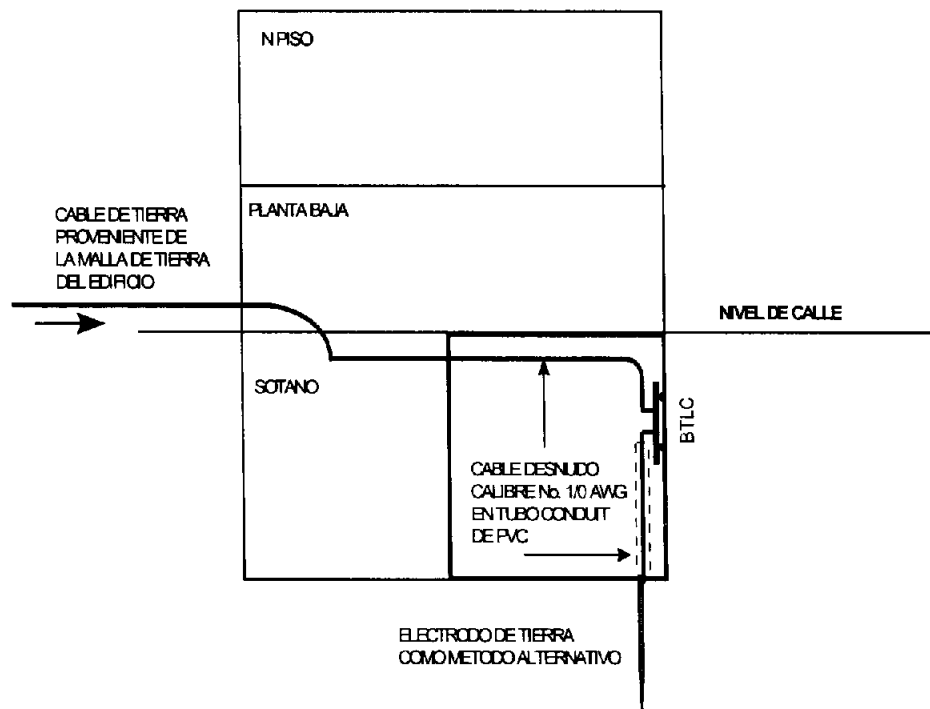 N PISO
PLANTA BAJA
CABLE DE TIERRA
PROVENIENTE DE
LA MALLA DE TIERRA
DEL EDIFICIO
NIVEL DE CALLE
SOTANO
BTLC
CABLE DESNUDO
CALIBRE No. 1/0 AWG
EN TUBO CONDUIT
DE PVC
ELECTRODO DE TIERRA
COMO METODO ALTERNATIVO